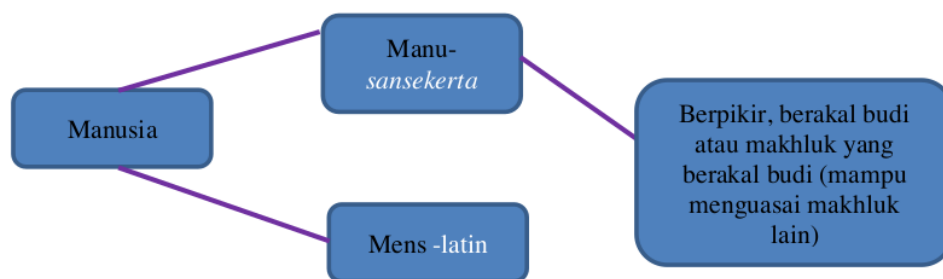 Manusia
Manu-
sansekerta
Mens -latin
Berpikir, berakal budi
atau makhluk yang
berakal budi (mampu
menguasai makhluk
lain)